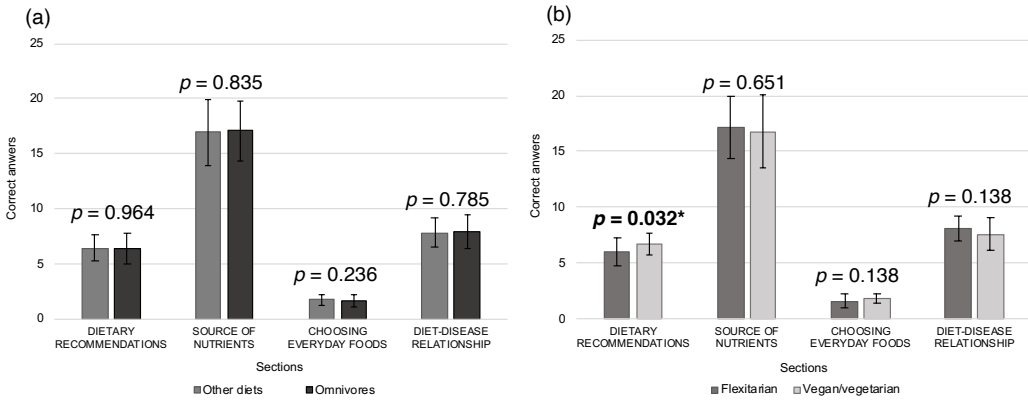 (a)
25
20
15
10
5
0
Correct anwers
p = 0.964
p = 0.835
p = 0.236
p = 0.785
DIETARY
RECOMMENDATIONS
SOURCE OF
NUTRIENTS
CHOOSING
EVERYDAY FOODS
DIET-DISEASE
RELATIONSHIP
Sections
Other diets
Omnivores
(b)
25
20
15
10
5
0
Correct anwers
p = 0.032*
p = 0.651
p = 0.138
p = 0.138
DIETARY
RECOMMENDATIONS
SOURCE OF
NUTRIENTS
CHOOSING
EVERYDAY FOODS
DIET-DISEASE
RELATIONSHIP
Sections
Flexitarian
Vegan/vegetarian